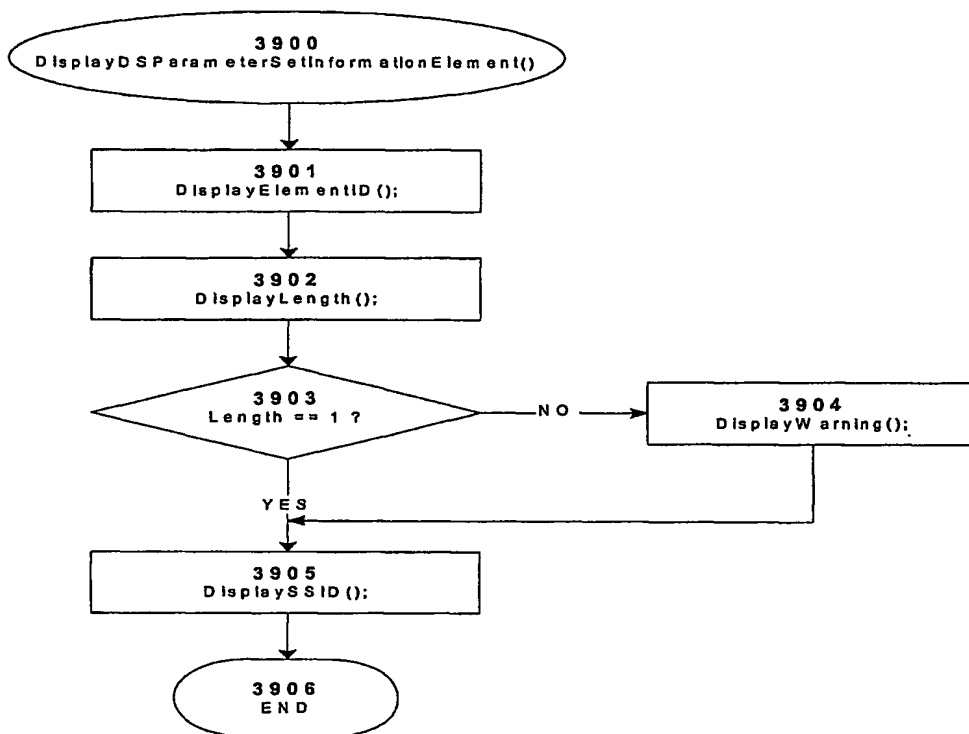 3900
DisplayDSParameterSetInformationElement()
3901
DisplayElementID();
3902
DisplayLength();
3903
Length == 1 ?
NO
3904
DisplayWarning();
YES
3905
DisplaySSID();
3906
END